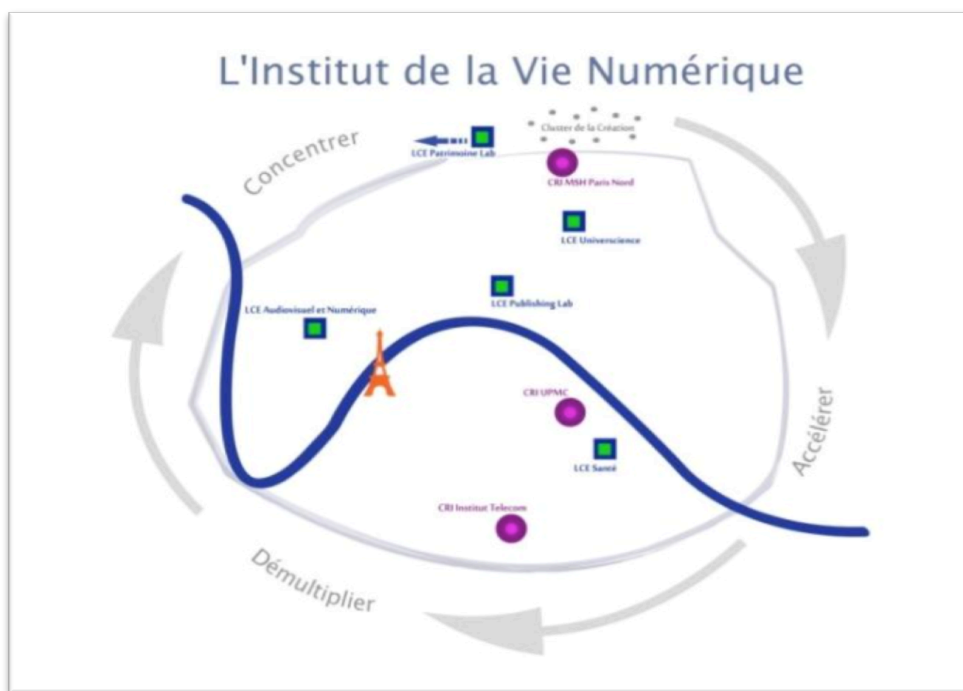 L'Institut de la Vie Numérique
Concentrer
Cluster de la Création
LCE Patrimoine Lab
CRI MSH Paris Nord
LCE Universcience
LCE Publishing Lab
LCE Audiovisuel et Numérique
CRI UPMC
Accélérer
LCE Santé
CRI Institut Telecom
Démultiplier